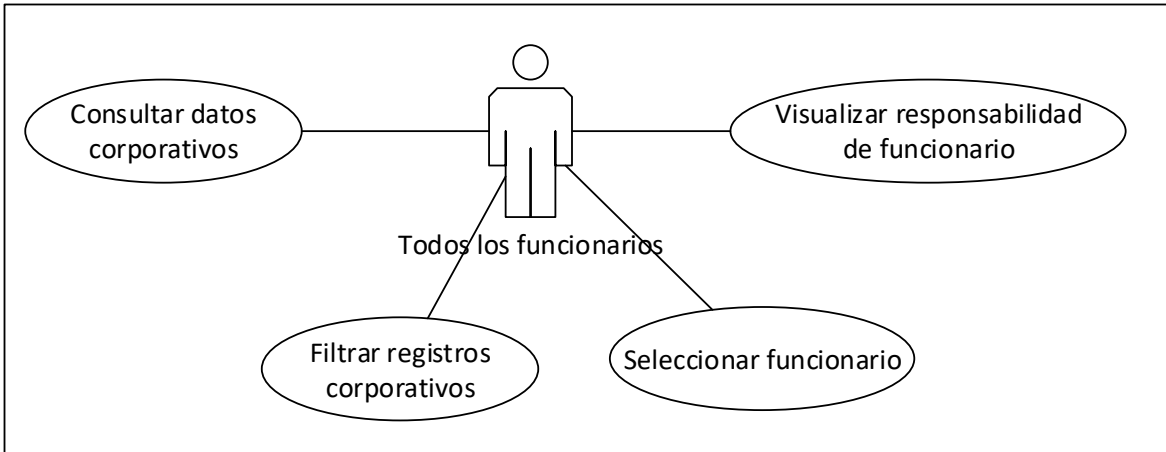 Consultar datos
corporativos
Visualizar responsabilidad
de funcionario
Todos los funcionarios
Filtrar registros
corporativos
Seleccionar funcionario